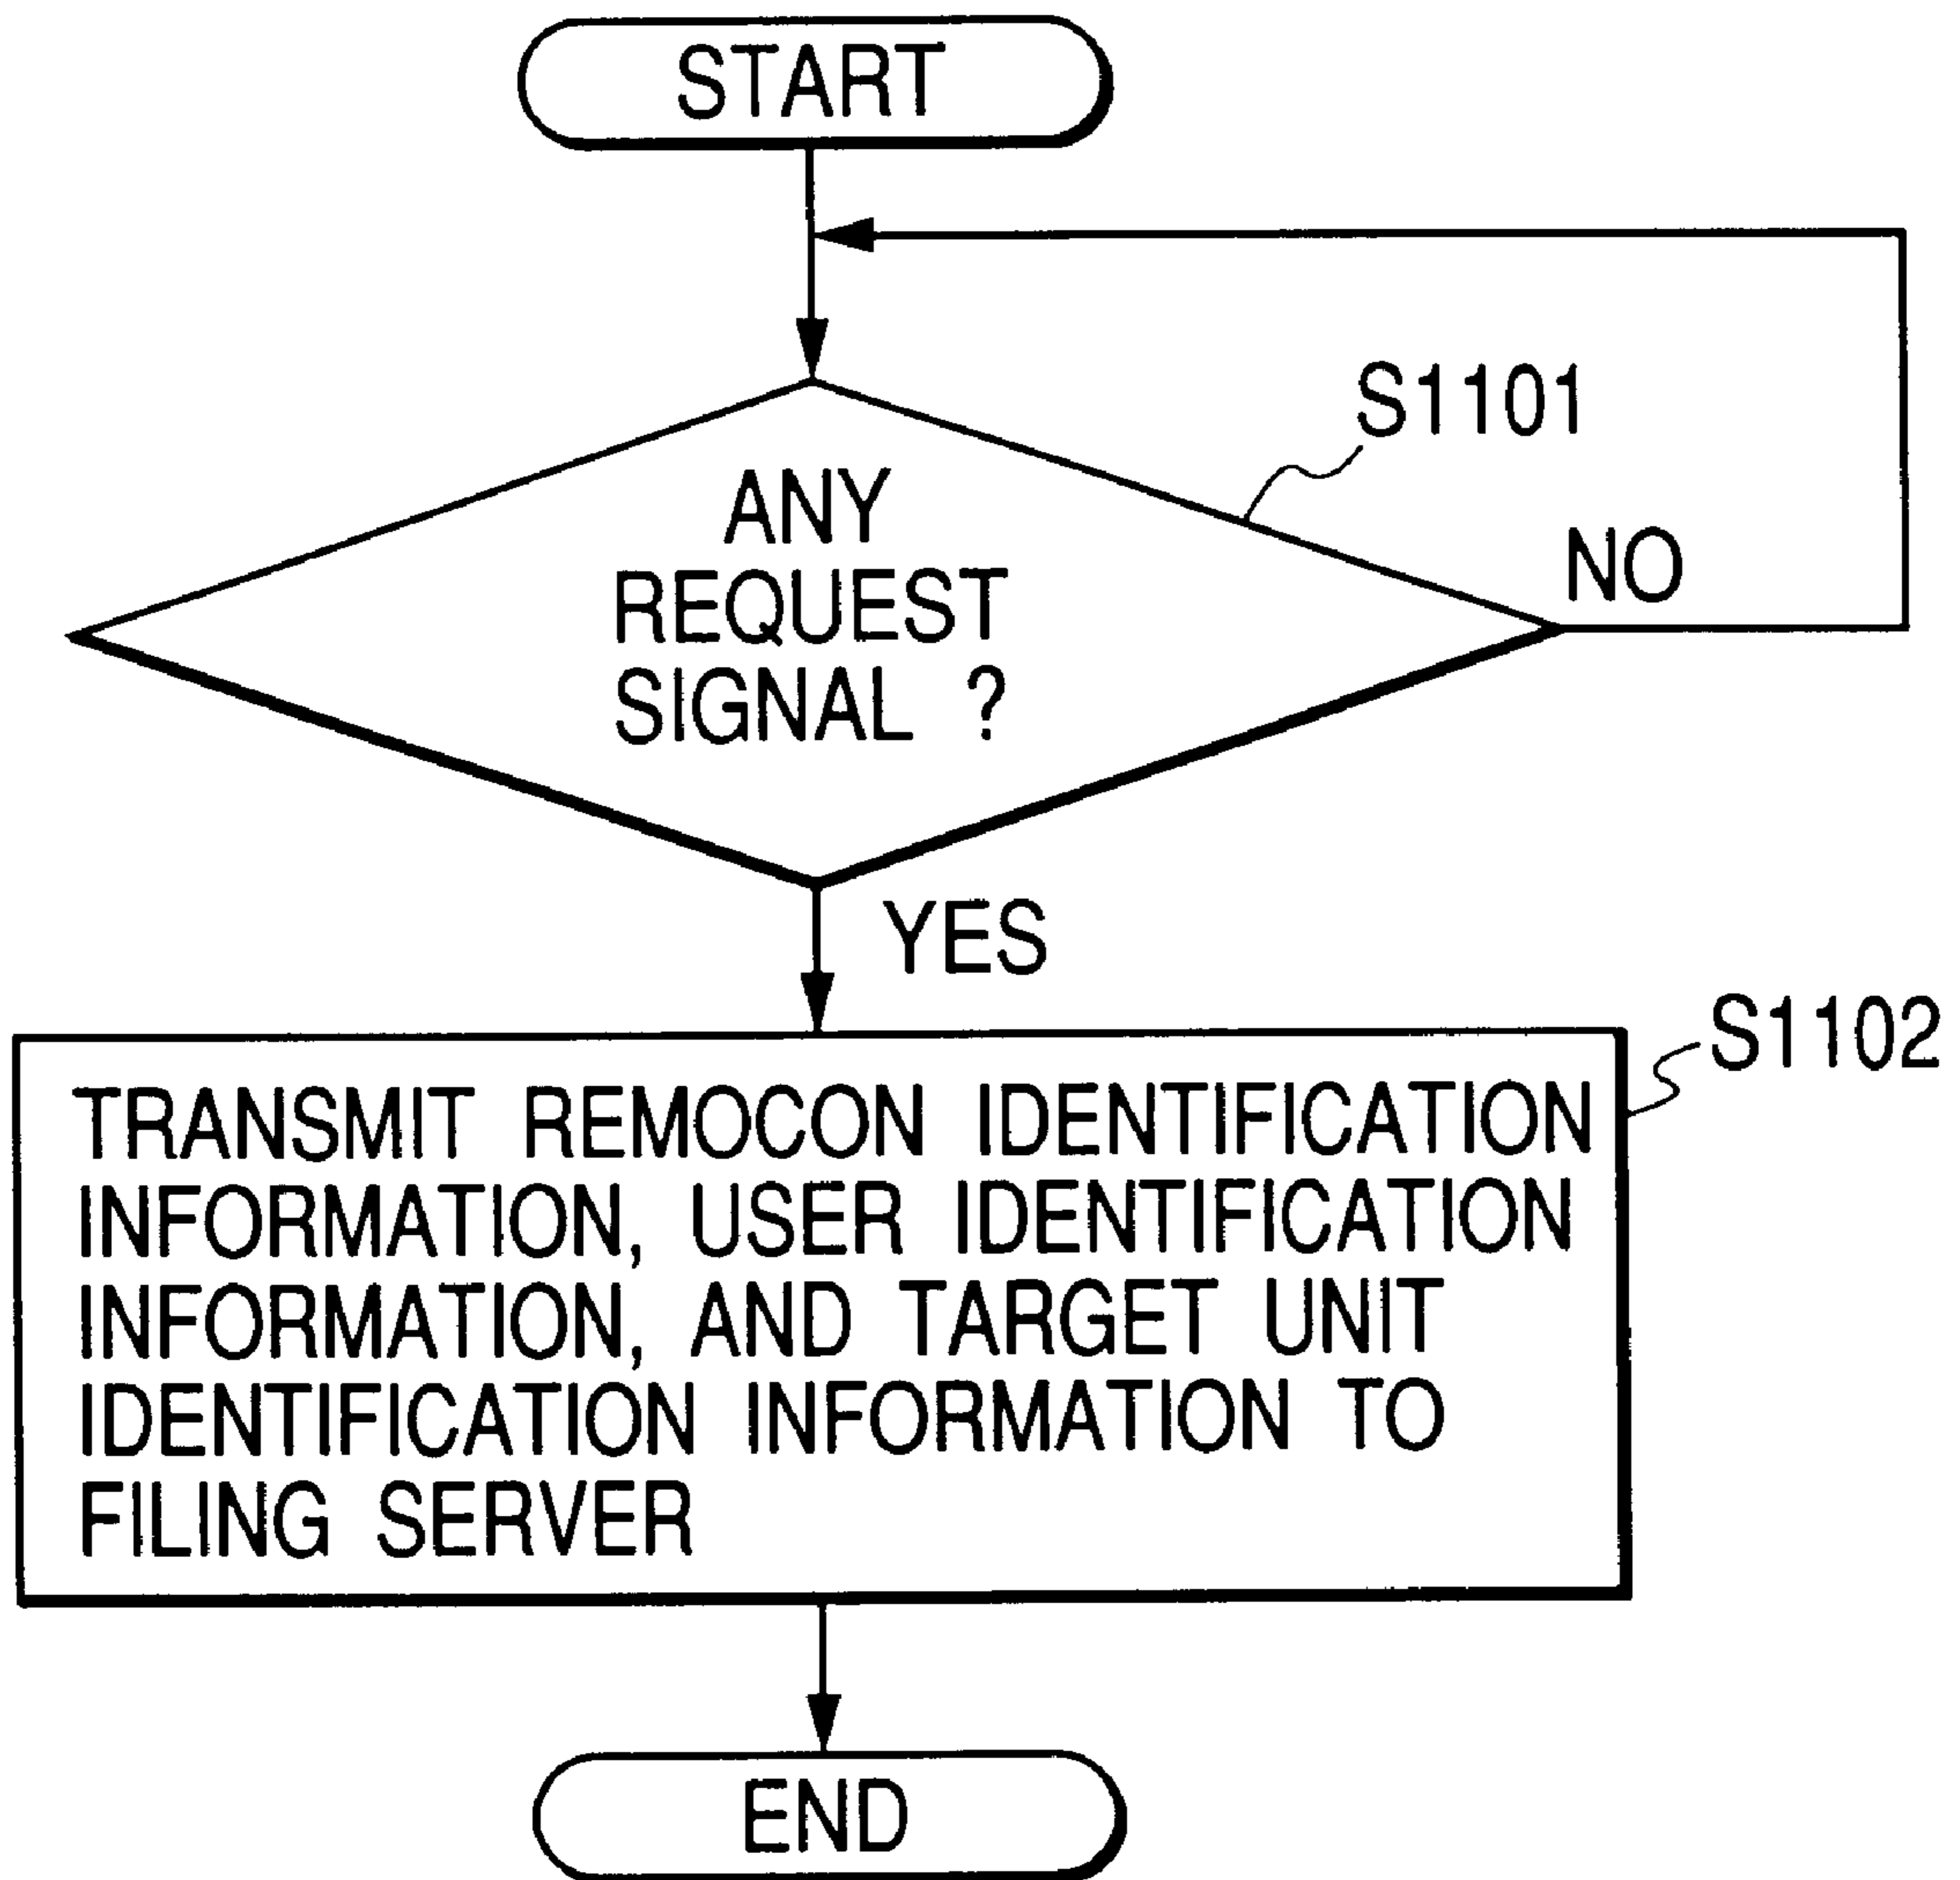 START
S1101
ANY
REQUEST
SIGNAL ?
NO
YES
S1102
TRANSMIT REMOCON IDENTIFICATION
INFORMATION, USER IDENTIFICATION
INFORMATION, AND TARGET UNIT
IDENTIFICATION INFORMATION TO
FILING SERVER
END